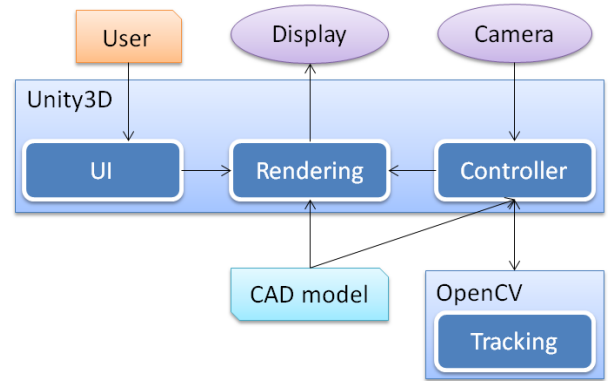 User
Display
Camera
Unity3D
UI
Rendering
Controller
CAD model
OpenCV
Tracking